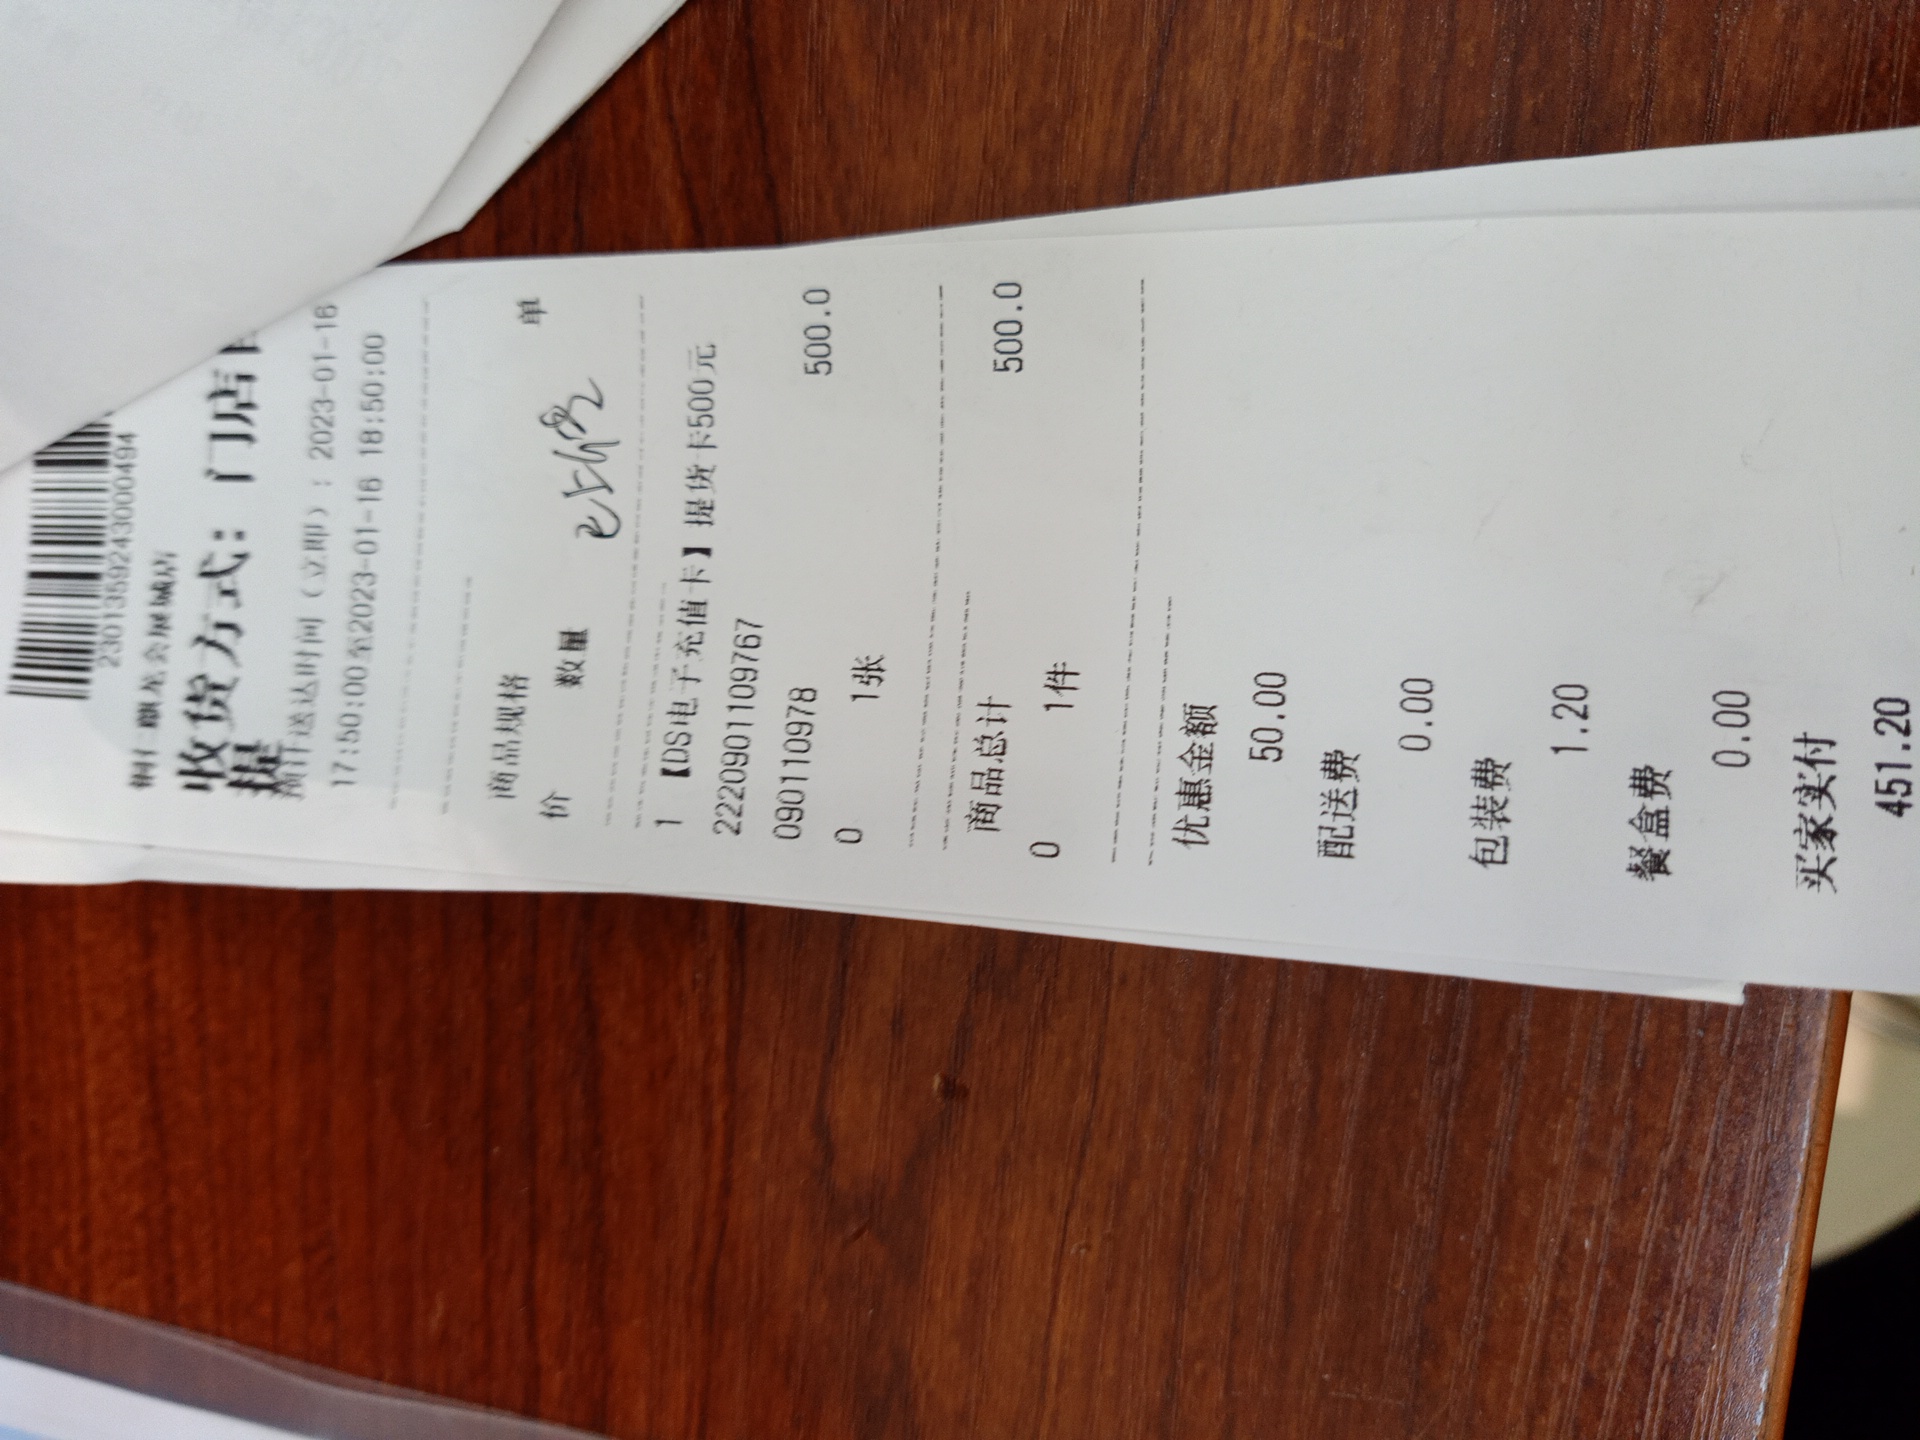 2301359243000494
铜仁麒龙会展城店
收货方式：门店自
提
预计送达时间（立即）：2023-01-16
17:50:00至2023-01-16 18:50:00
商品规格 单
价 数量
1 【DS电子充值卡】提货卡500元
2220901109767
0901110978 500.0
0 1张
商品总计 500.0
0 1件
优惠金额
50.00
配送费
0.00
包装费
1.20
餐盒费
0.00
买家实付
451.20